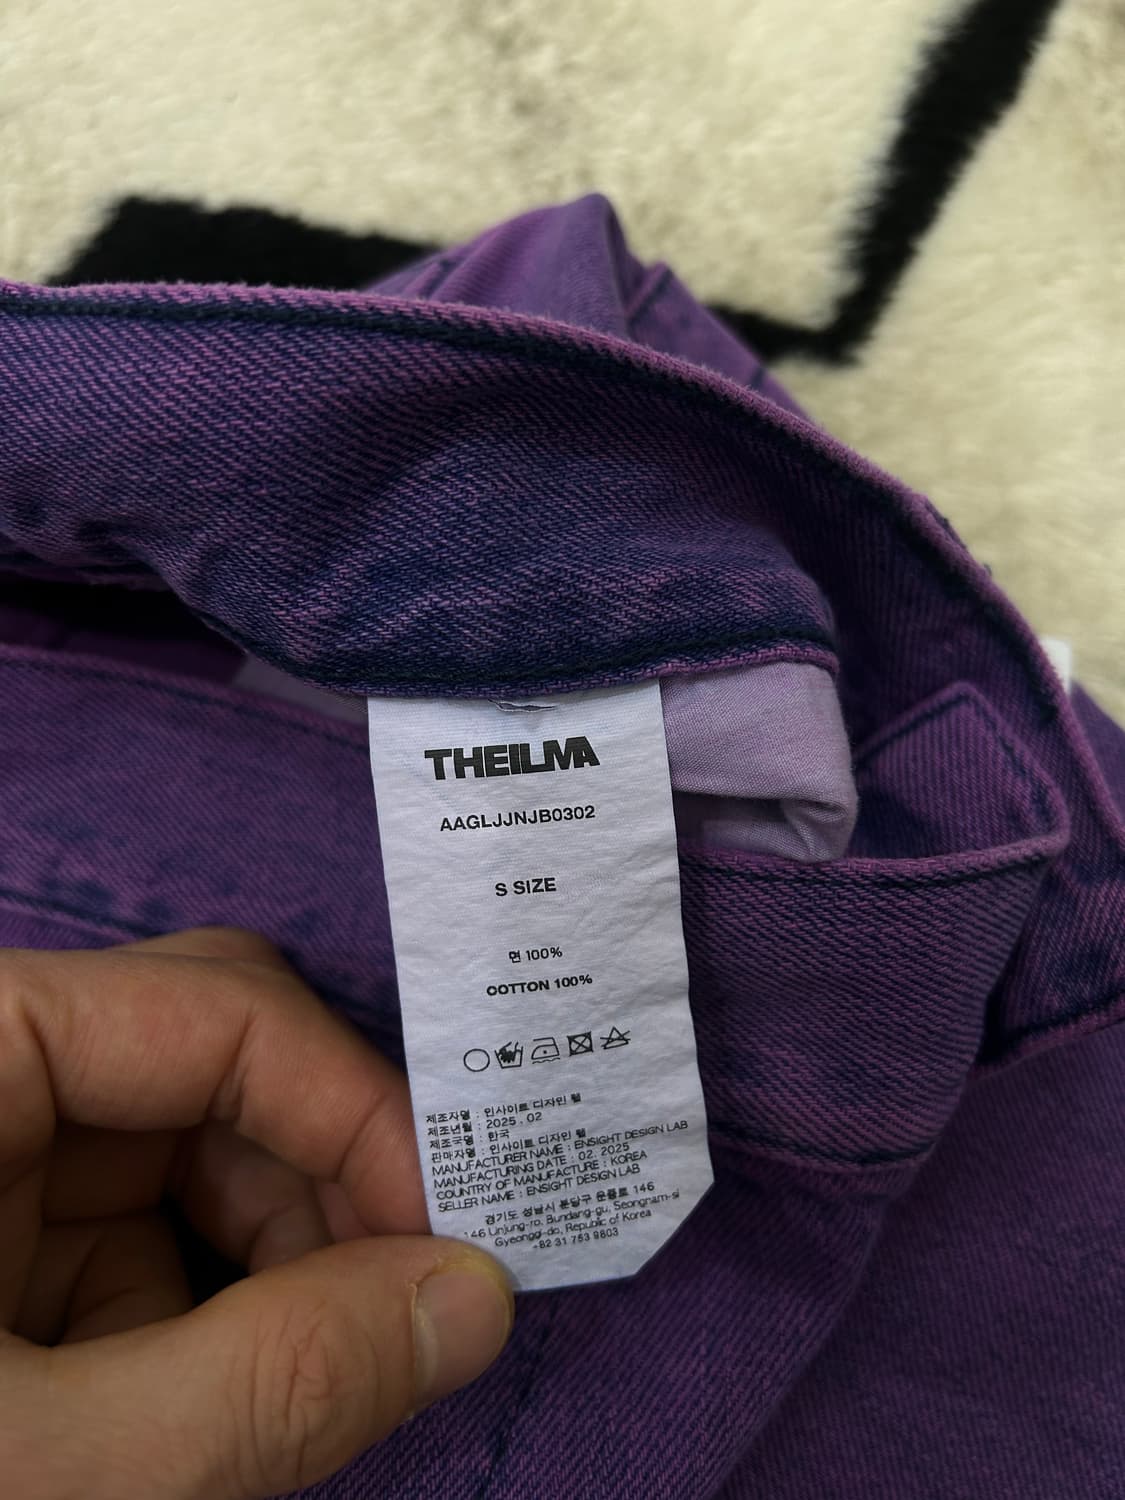 THEILMA
AAGLJJNJB0302
S SIZE
면 100%
COTTON 100%
제조자명 : 인사이트 디자인 랩
제조년월 : 2025 . 02
제조국명 : 한국
판매자명 : 인사이트 디자인 랩
MANUFACTURER NAME : ENSIGHT DESIGN LAB
MANUFACTURING DATE : 02. 2025
COUNTRY OF MANUFACTURE : KOREA
SELLER NAME : ENSIGHT DESIGN LAB
경기도 성남시 분당구 운중로 146
146 Unjung-ro, Bundang-gu, Seongnam-si
Gyeonggi-do, Republic of Korea
+82 31 753 9803